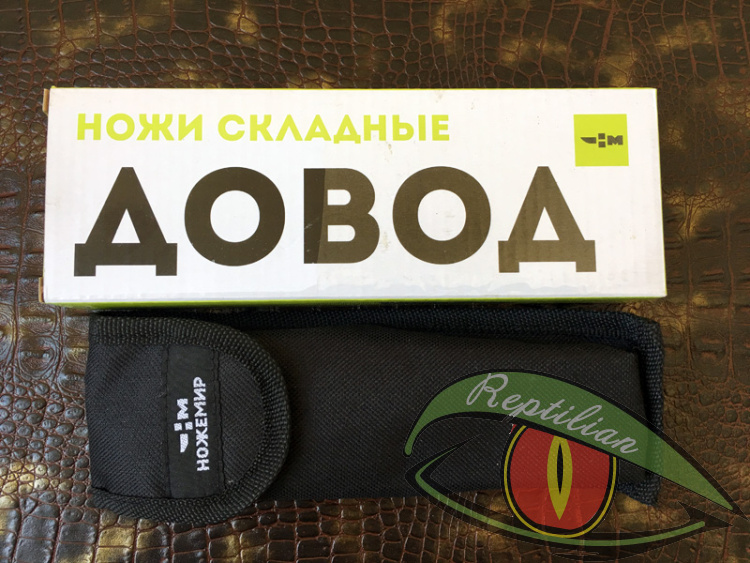 НОЖИ СКЛАДНЫЕ
ДОВОД
М
М
НОЖЕМИР
Reptilian